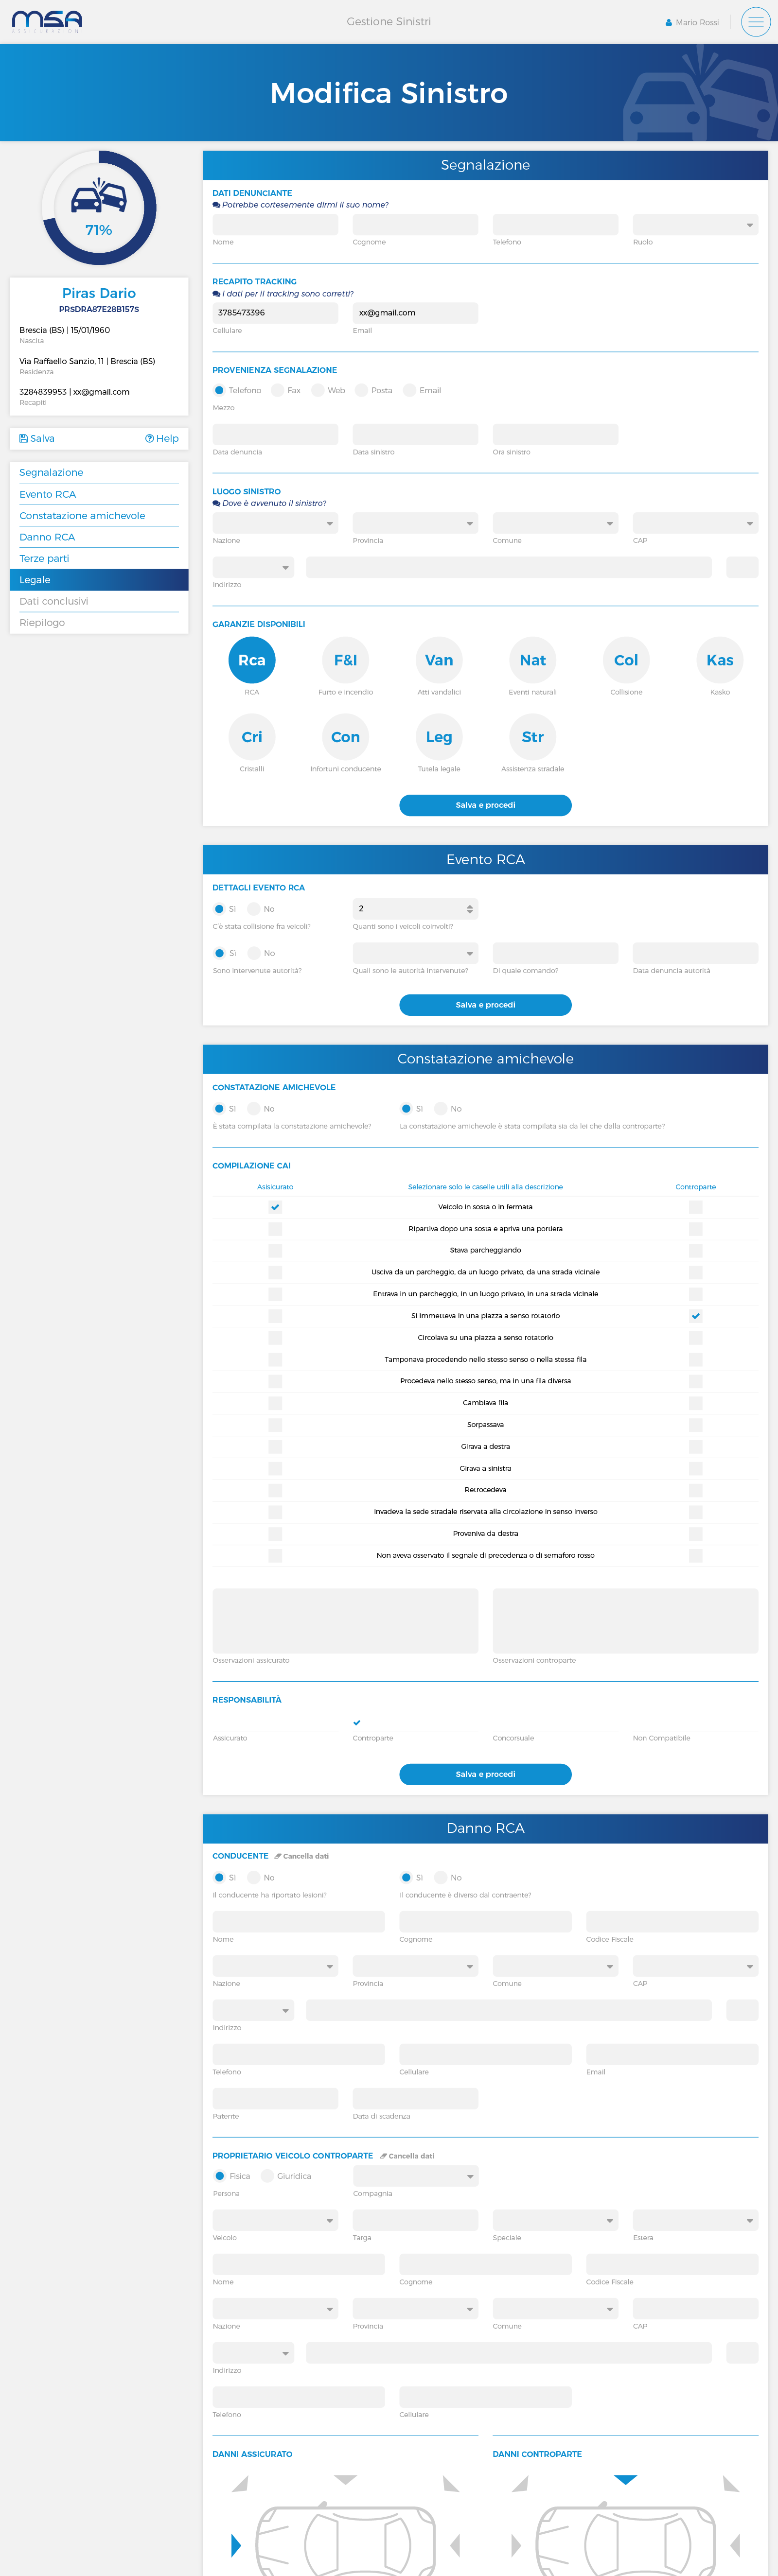 msa
ASSICURAZIONI
Gestione Sinistri
Mario Rossi
Modifica Sinistro
71%
Piras Dario
PRSDRA87E28B157S
Brescia (BS) | 15/01/1960
Nascita
Via Raffaello Sanzio, 11 | Brescia (BS)
Residenza
3284839953 | xx@gmail.com
Recapiti
Salva Help
Segnalazione
Evento RCA
Constatazione amichevole
Danno RCA
Terze parti
Legale
Dati conclusivi
Riepilogo
Segnalazione
DATI DENUNCIANTE
Potrebbe cortesemente dirmi il suo nome?
Nome Cognome Telefono Ruolo
RECAPITO TRACKING
I dati per il tracking sono corretti?
3785473396 xx@gmail.com
Cellulare Email
PROVENIENZA SEGNALAZIONE
Telefono Fax Web Posta Email
Mezzo
Data denuncia Data sinistro Ora sinistro
LUOGO SINISTRO
Dove è avvenuto il sinistro?
Nazione Provincia Comune CAP
Indirizzo
GARANZIE DISPONIBILI
Rca F&I Van Nat Col Kas
RCA Furto e incendio Atti vandalici Eventi naturali Collisione Kasko
Cri Con Leg Str
Cristalli Infortuni conducente Tutela legale Assistenza stradale
Salva e procedi
Evento RCA
DETTAGLI EVENTO RCA
Sì No 2
C'è stata collisione fra veicoli? Quanti sono i veicoli coinvolti?
Sì No
Sono intervenute autorità? Quali sono le autorità intervenute? Di quale comando? Data denuncia autorità
Salva e procedi
Constatazione amichevole
CONSTATAZIONE AMICHEVOLE
Sì No Sì No
È stata compilata la constatazione amichevole? La constatazione amichevole è stata compilata sia da lei che dalla controparte?
COMPILAZIONE CAI
Asisicurato Selezionare solo le caselle utili alla descrizione Controparte
Veicolo in sosta o in fermata
Ripartiva dopo una sosta e apriva una portiera
Stava parcheggiando
Usciva da un parcheggio, da un luogo privato, da una strada vicinale
Entrava in un parcheggio, in un luogo privato, in una strada vicinale
Si immetteva in una piazza a senso rotatorio
Circolava su una piazza a senso rotatorio
Tamponava procedendo nello stesso senso o nella stessa fila
Procedeva nello stesso senso, ma in una fila diversa
Cambiava fila
Sorpassava
Girava a destra
Girava a sinistra
Retrocedeva
Invadeva la sede stradale riservata alla circolazione in senso inverso
Proveniva da destra
Non aveva osservato il segnale di precedenza o di semaforo rosso
Osservazioni assicurato Osservazioni controparte
RESPONSABILITÀ
Assicurato Controparte Concorsuale Non Compatibile
Salva e procedi
Danno RCA
CONDUCENTE Cancella dati
Sì No Sì No
Il conducente ha riportato lesioni? Il conducente è diverso dal contraente?
Nome Cognome Codice Fiscale
Nazione Provincia Comune CAP
Indirizzo
Telefono Cellulare Email
Patente Data di scadenza
PROPRIETARIO VEICOLO CONTROPARTE Cancella dati
Fisica Giuridica
Persona Compagnia
Veicolo Targa Speciale Estera
Nome Cognome Codice Fiscale
Nazione Provincia Comune CAP
Indirizzo
Telefono Cellulare
DANNI ASSICURATO DANNI CONTROPARTE